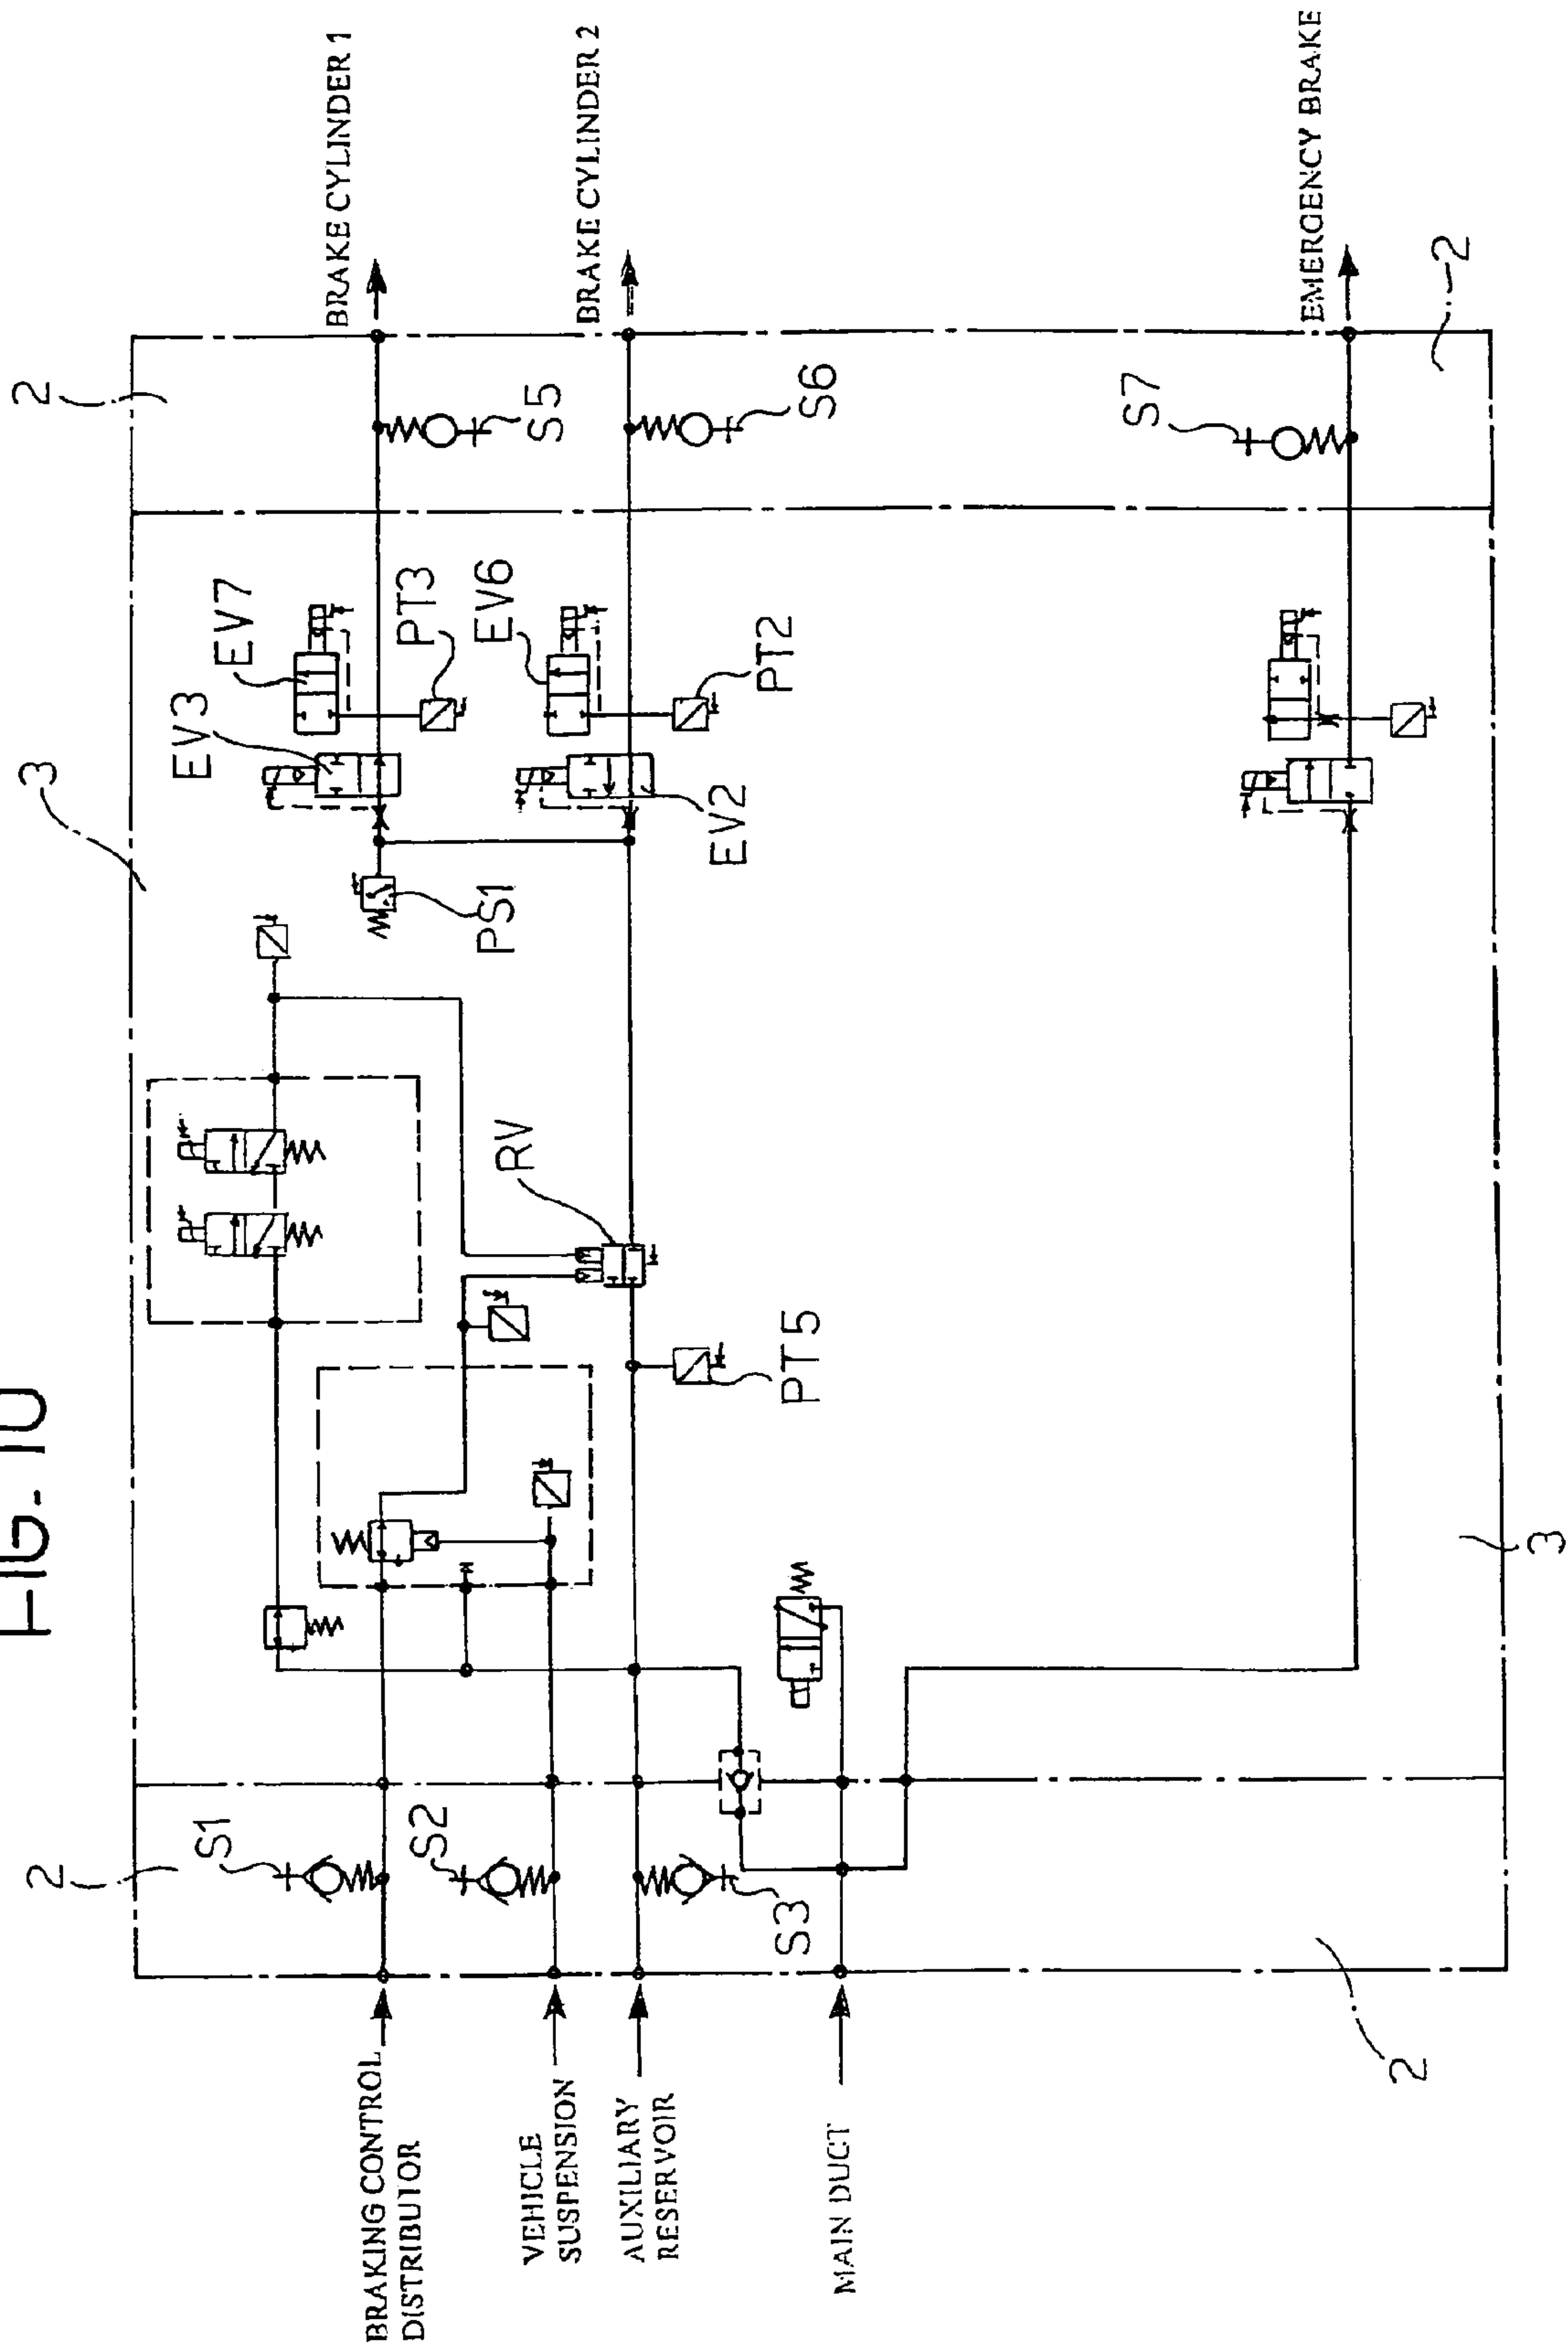 FIG. 10
2
3
2
S1
EV3
EV7
BRAKE CYLINDER 1
BRAKING CONTROL
DISTRIBUTOR
S2
PT3
PS1
EV6
RV
S5
VEHICLE
SUSPENSION
BRAKE CYLINDER 2
AUXILIARY
RESERVOIR
EV2
PT2
S3
PT5
S6
MAIN DUCT
S7
EMERGENCY BRAKE
2
2
3